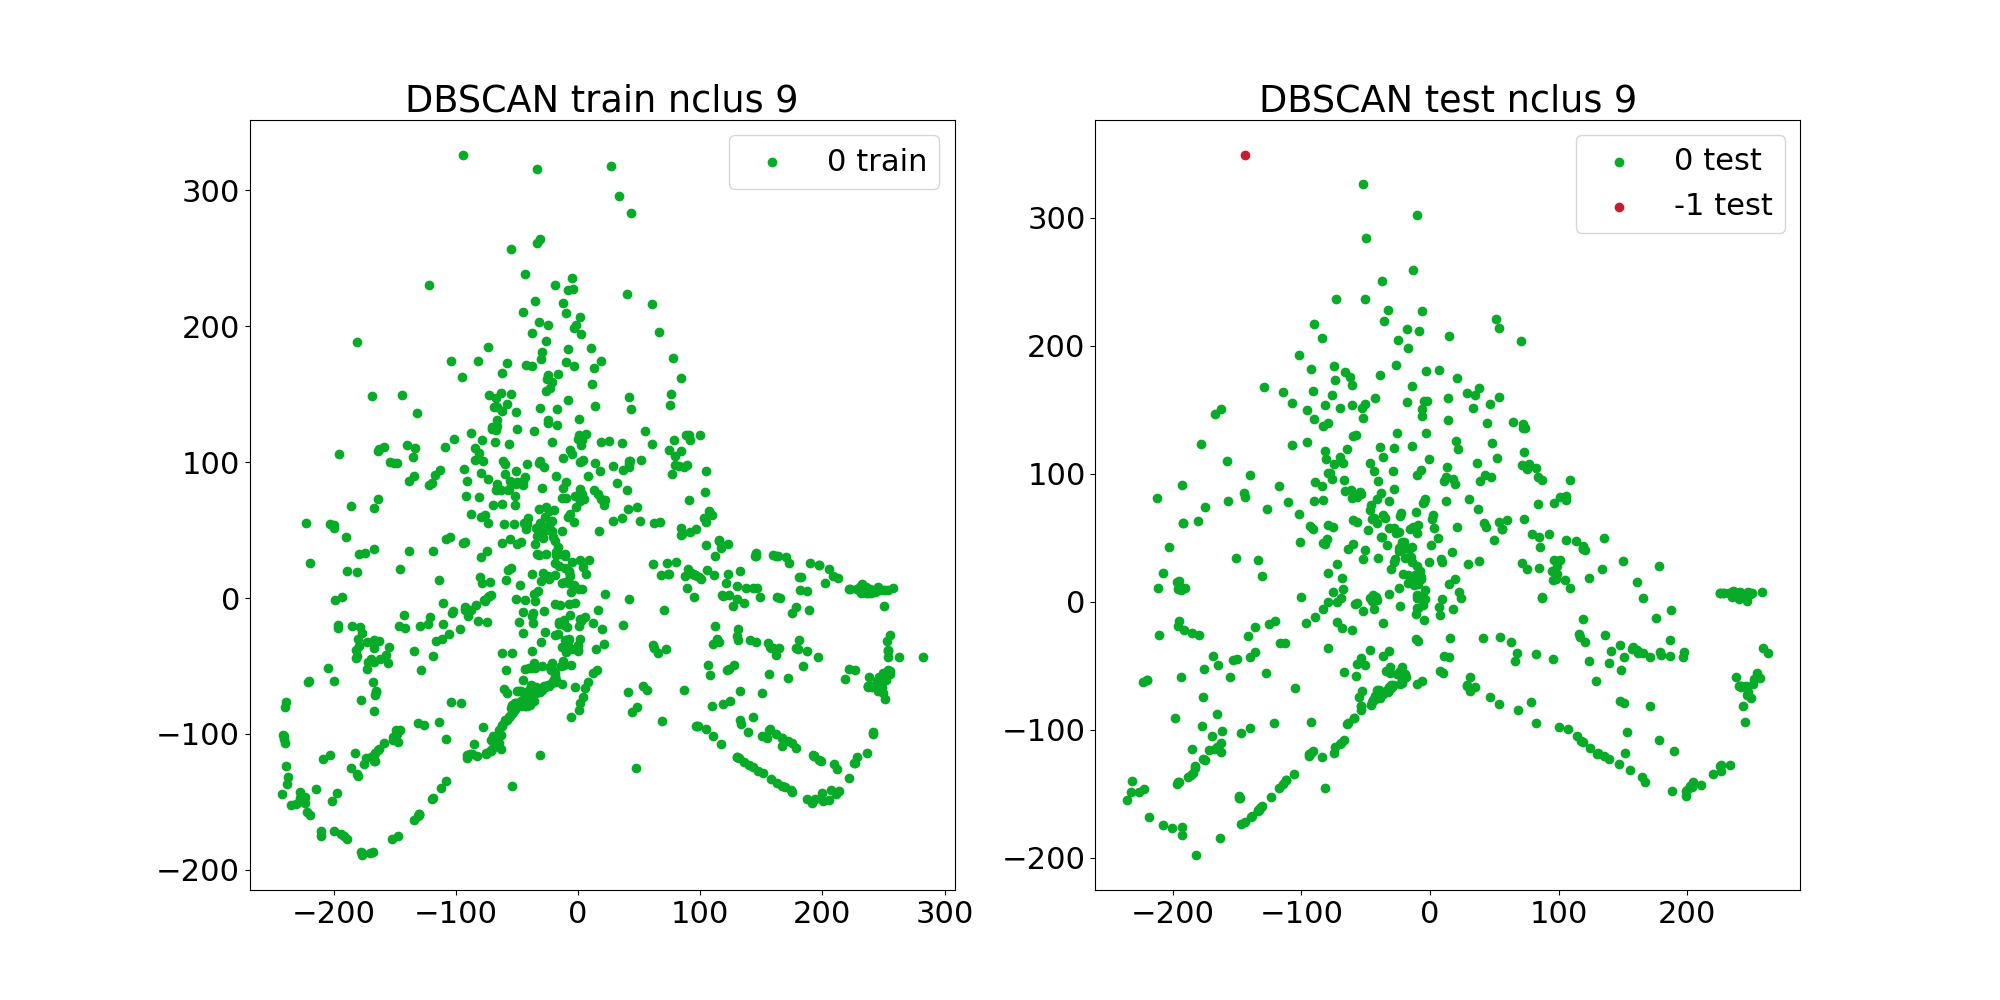 DBSCAN train nclus 9
0 train
300
200
100
0
−100
−200
−200 −100 0 100 200 300
DBSCAN test nclus 9
0 test
-1 test
300
200
100
0
−100
−200
−200 −100 0 100 200